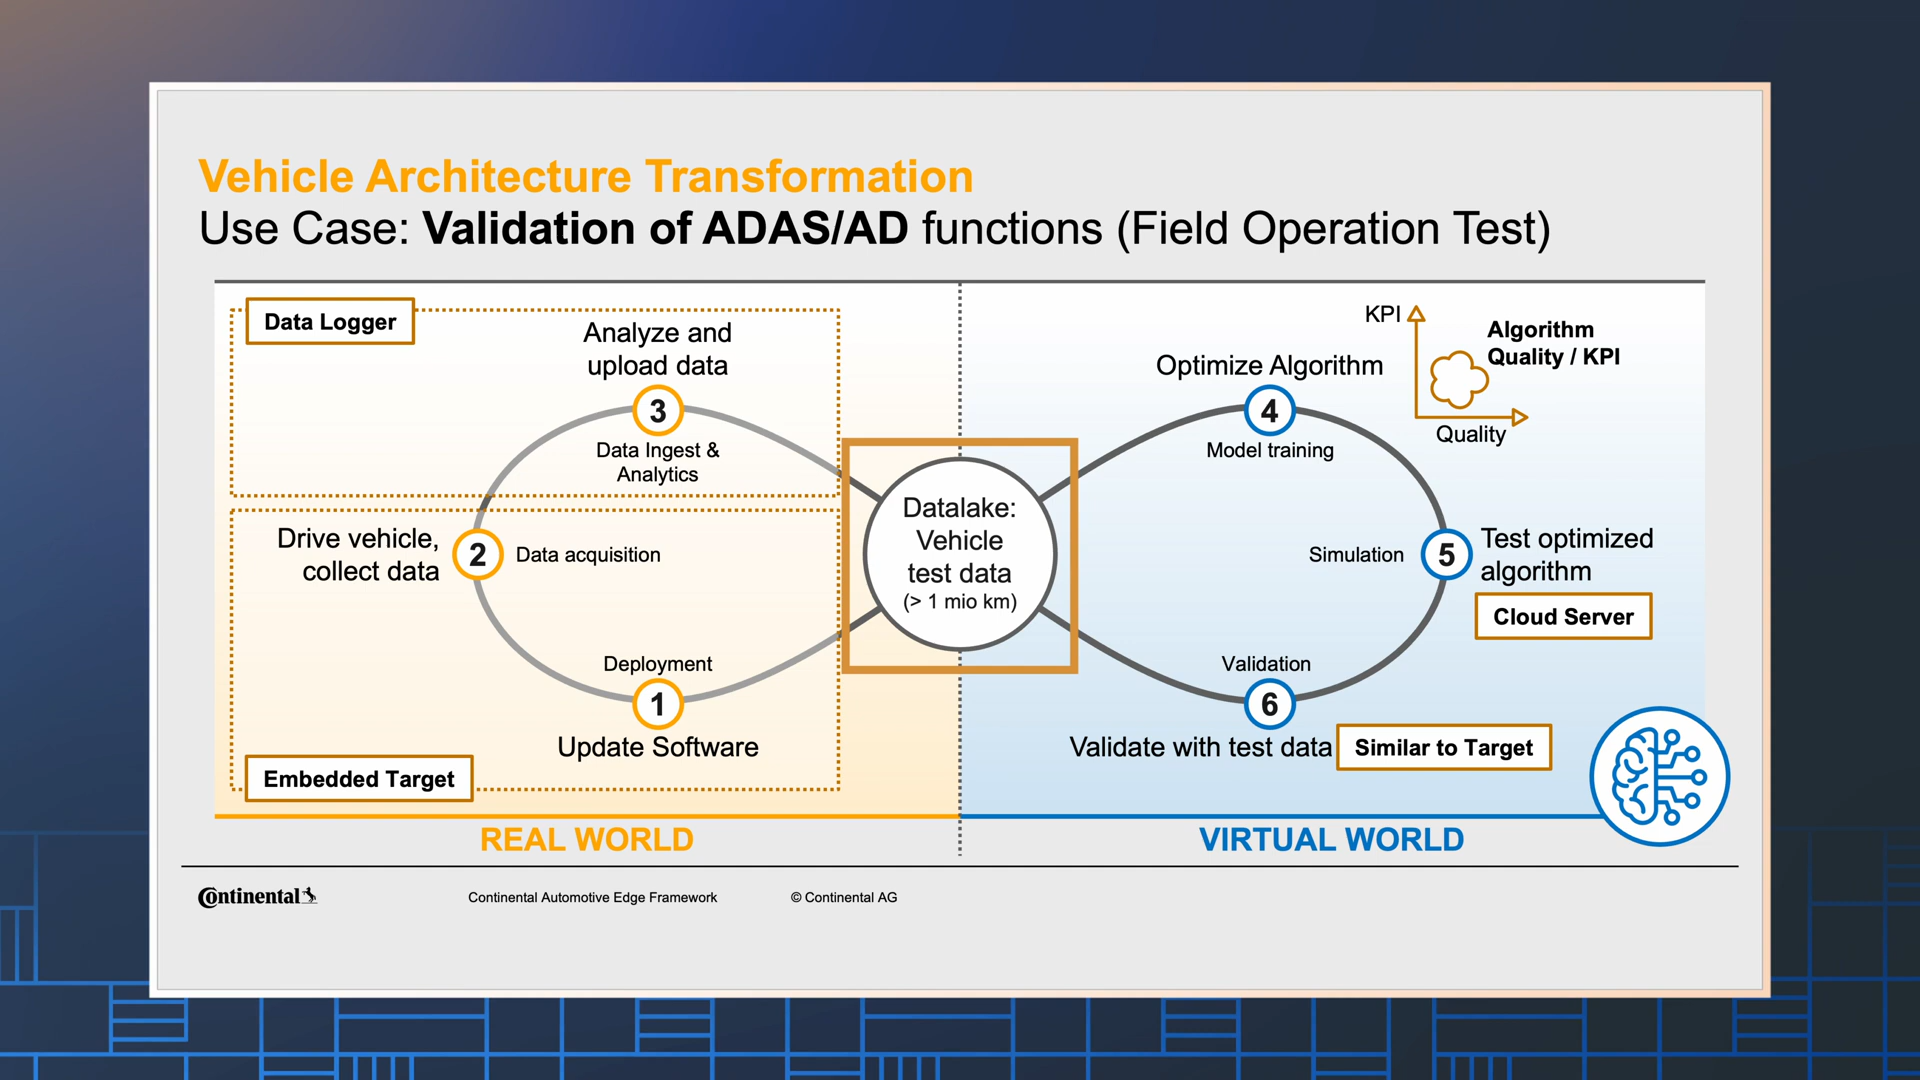 Vehicle Architecture Transformation
Use Case: Validation of ADAS/AD functions (Field Operation Test)
Data Logger
Analyze and
upload data
3
Data Ingest &
Analytics
Drive vehicle,
collect data
2
Data acquisition
Deployment
1
Update Software
Embedded Target
Datalake:
Vehicle
test data
(> 1 mio km)
Optimize Algorithm
4
Model training
KPI
Algorithm
Quality / KPI
Quality
Simulation
5
Test optimized
algorithm
Cloud Server
Validation
6
Validate with test data
Similar to Target
REAL WORLD
VIRTUAL WORLD
Continental
Continental Automotive Edge Framework
© Continental AG